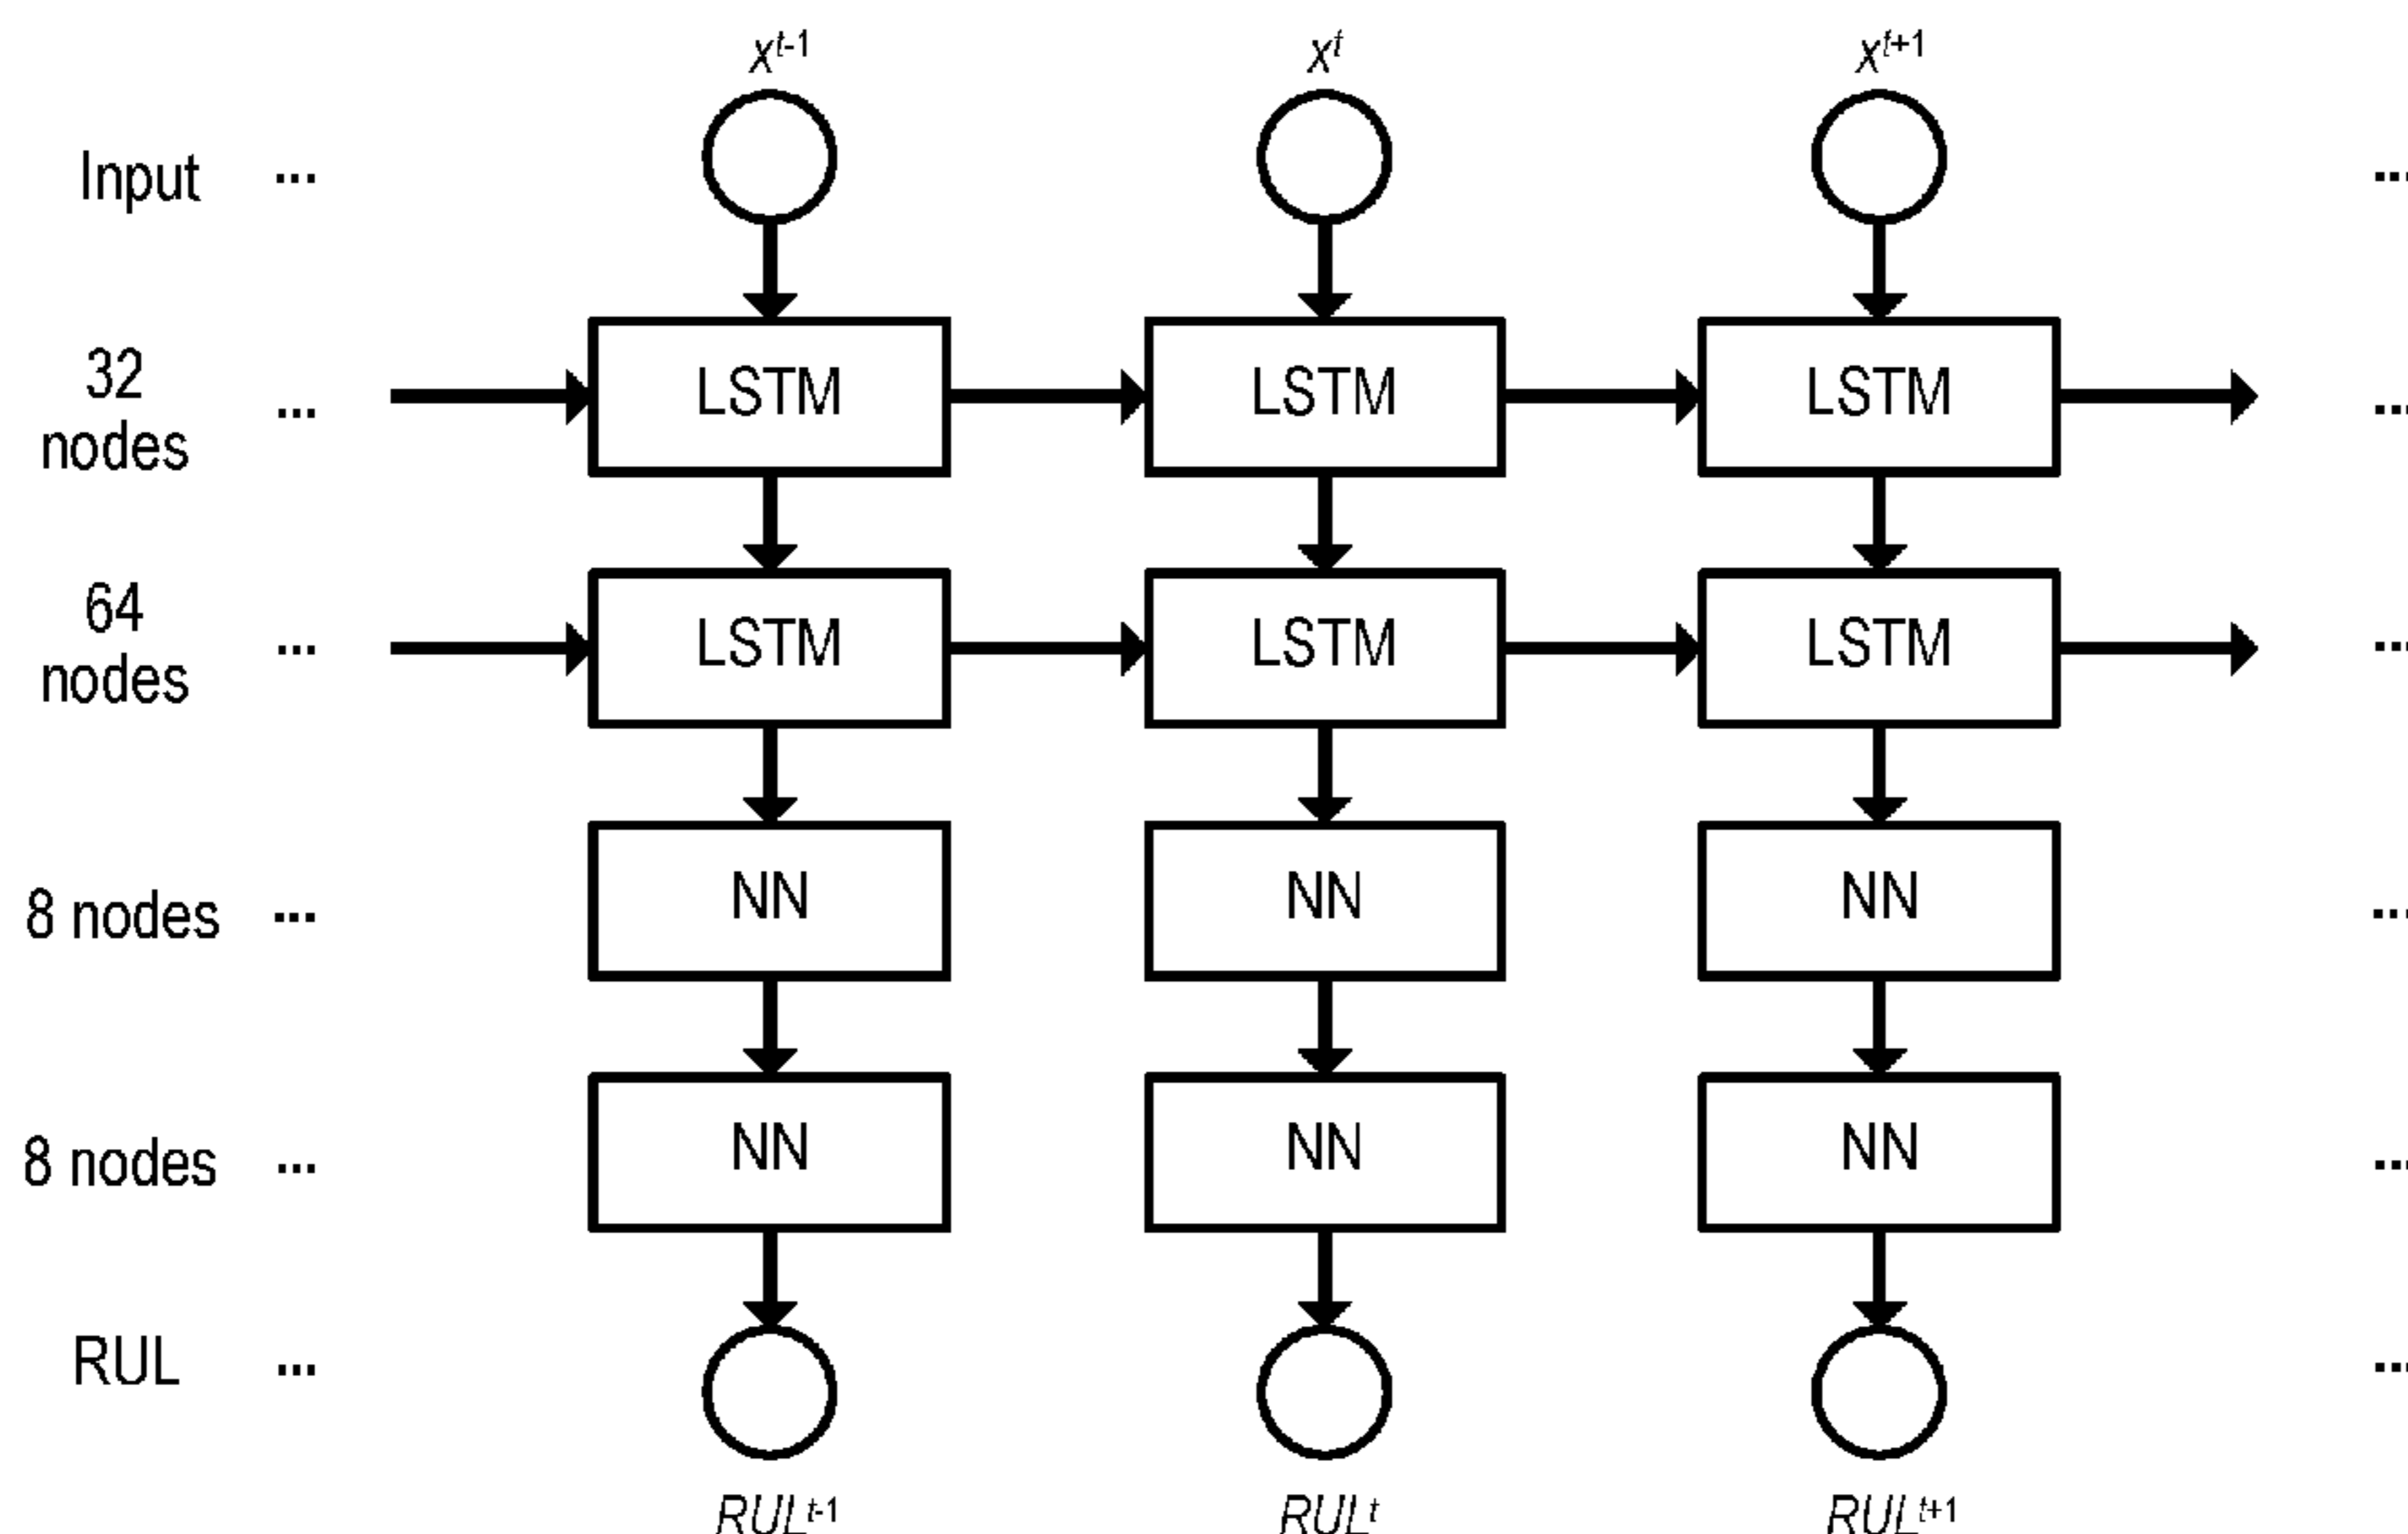 x^{t-1} x^{t} x^{t+1}
Input ... ...
32
nodes ... LSTM LSTM LSTM ...
64
nodes ... LSTM LSTM LSTM ...
8 nodes ... NN NN NN ...
8 nodes ... NN NN NN ...
RUL ... ...
RUL^{t-1} RUL^{t} RUL^{t+1}